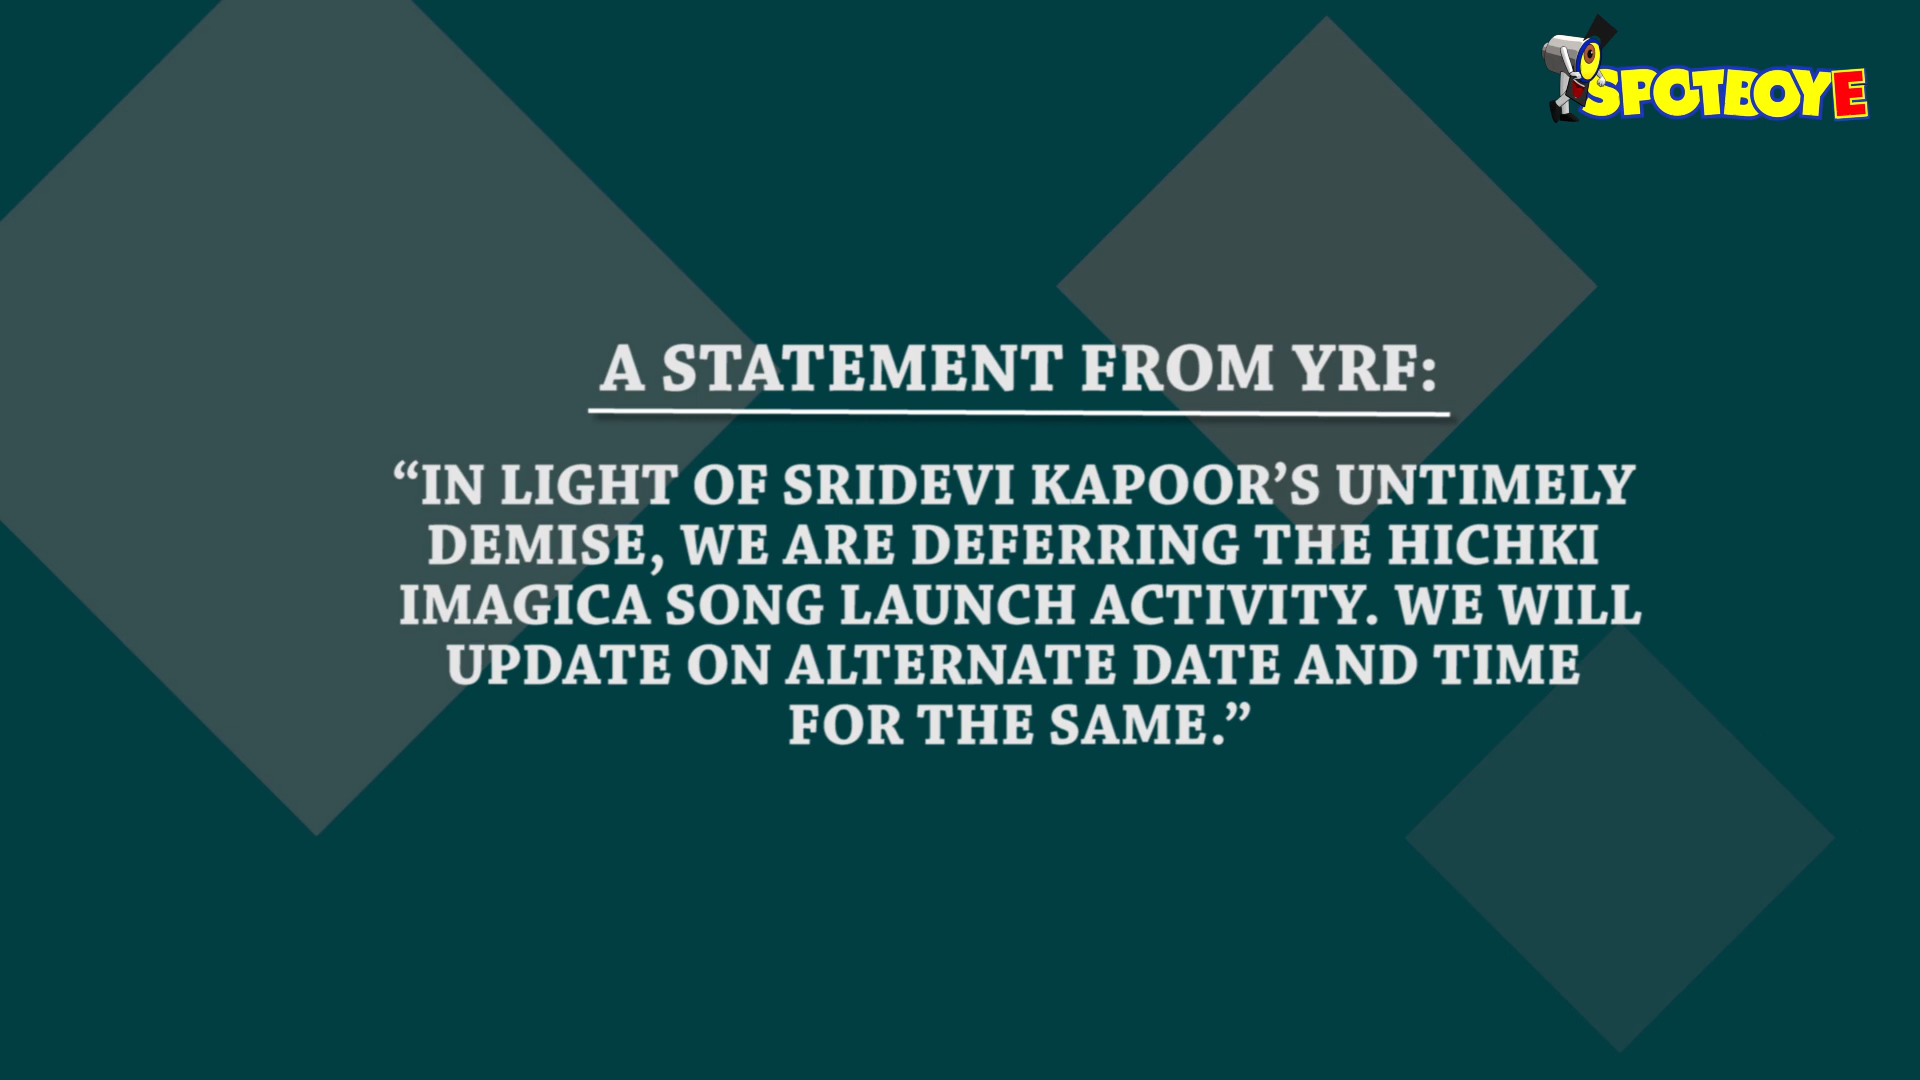 SPOTBOYE
A STATEMENT FROM YRF:
“IN LIGHT OF SRIDEVI KAPOOR’S UNTIMELY
DEMISE, WE ARE DEFERRING THE HICHKI
IMAGICA SONG LAUNCH ACTIVITY. WE WILL
UPDATE ON ALTERNATE DATE AND TIME
FOR THE SAME.”